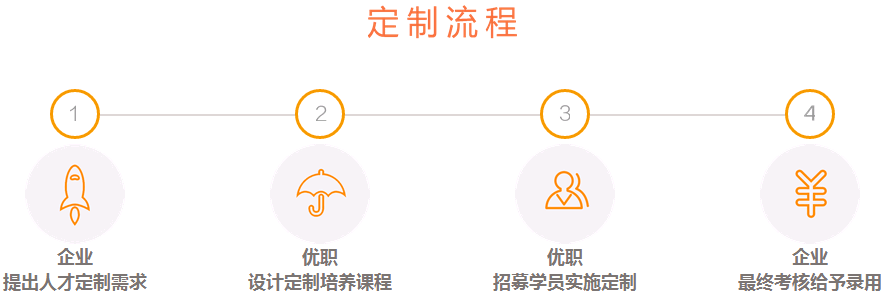 定制流程
1
2
3
4
企业
提出人才定制需求
优职
设计定制培养课程
优职
招募学员实施定制
企业
最终考核给予录用